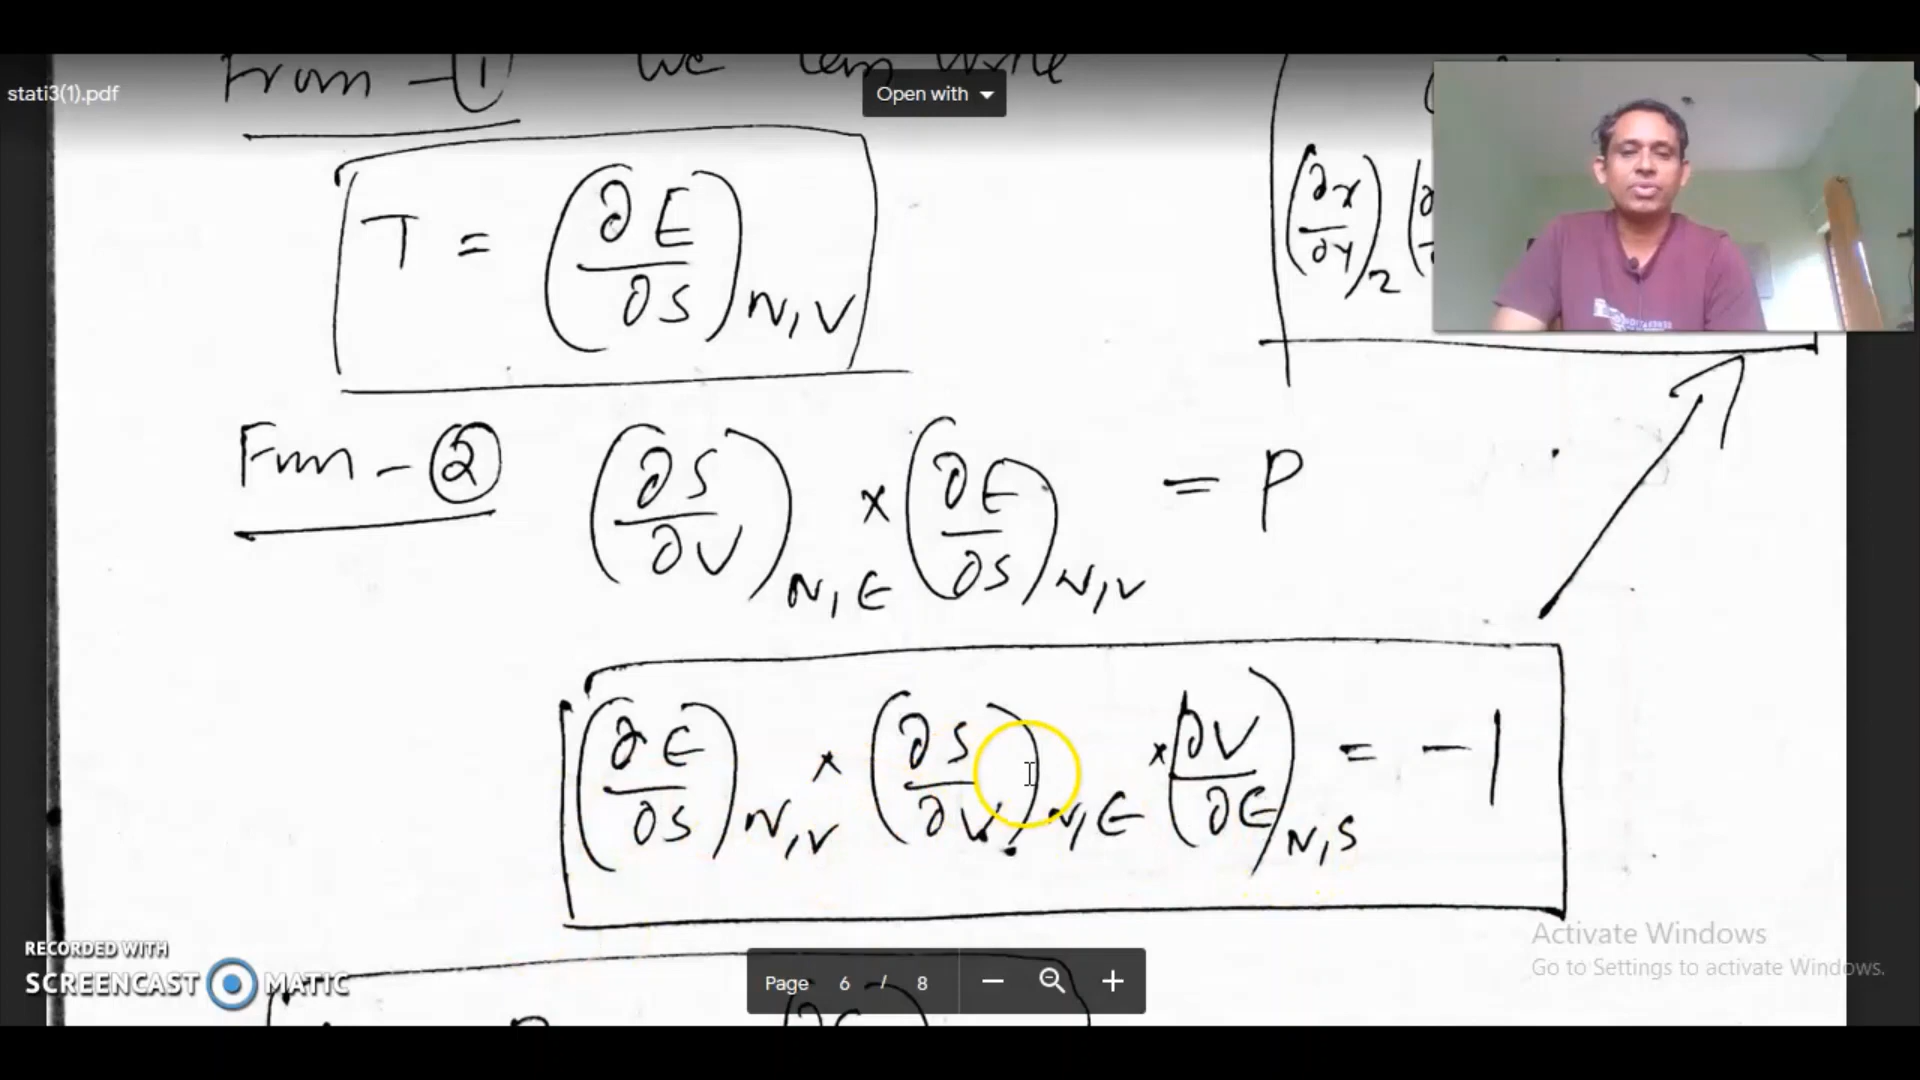 From - (1) we can write
stati3(1).pdf
Open with
T = (∂E/∂S)N,V
(∂x/∂y)z (∂
From - (2) (∂S/∂V)N,E × (∂E/∂S)N,V = P
(∂E/∂S)N,V × (∂S/∂V)N,E × (∂V/∂E)N,S = -1
Activate Windows
Go to Settings to activate Windows.
RECORDED WITH
SCREENCAST MATIC
Page 6 / 8